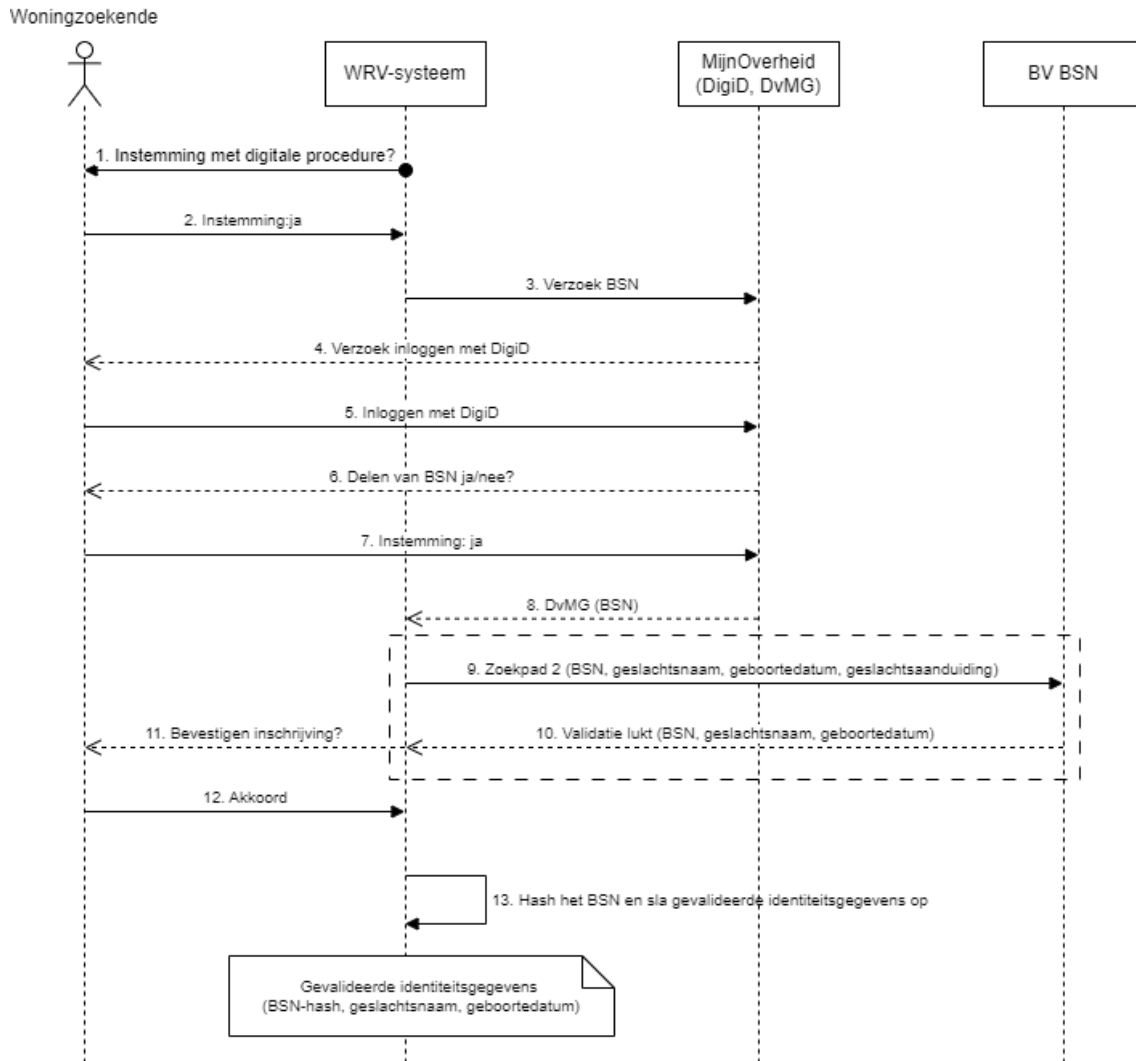 Woningzoekende
WRV-systeem
MijnOverheid
(DigiD, DvMG)
BV BSN
1. Instemming met digitale procedure?
2. Instemming:ja
3. Verzoek BSN
4. Verzoek inloggen met DigiD
5. Inloggen met DigiD
6. Delen van BSN ja/nee?
7. Instemming: ja
8. DvMG (BSN)
9. Zoekpad 2 (BSN, geslachtsnaam, geboortedatum, geslachtsaanduiding)
11. Bevestigen inschrijving?
10. Validatie lukt (BSN, geslachtsnaam, geboortedatum)
12. Akkoord
13. Hash het BSN en sla gevalideerde identiteitsgegevens op
Gevalideerde identiteitsgegevens
(BSN-hash, geslachtsnaam, geboortedatum)